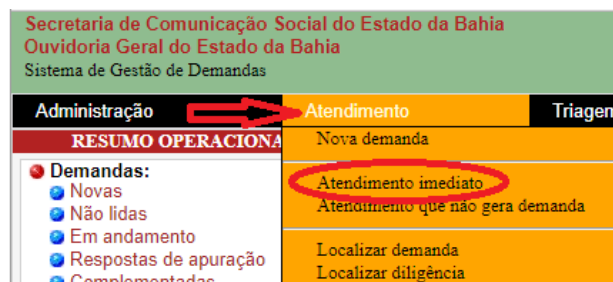 Secretaria de Comunicação Social do Estado da Bahia
Ouvidoria Geral do Estado da Bahia
Sistema de Gestão de Demandas
Administração Atendimento
RESUMO
Nova demanda
Demandas:
Novas
Atendimento imediato
Não lidas
Atendimento que não gera demanda
Em andamento
Localizar demanda
Respostas de apuração
Localizar diligência
Complementadas